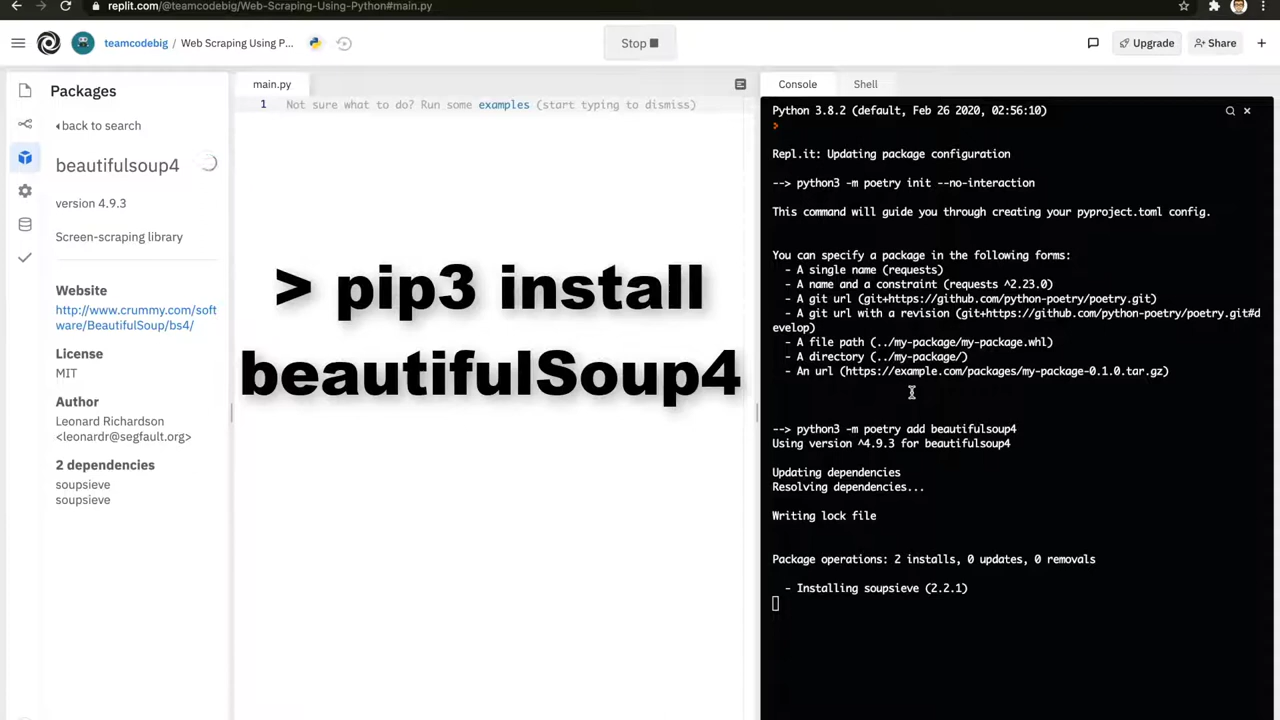 replit.com/@teamcodebig/Web-Scraping-Using-Python#main.py
teamcodebig / Web Scraping Using P...
Stop
Upgrade
Share
Packages
back to search
beautifulsoup4
version 4.9.3
Screen-scraping library
Website
http://www.crummy.com/soft
ware/BeautifulSoup/bs4/
License
MIT
Author
Leonard Richardson
<leonardr@segfault.org>
2 dependencies
soupsieve
soupsieve
main.py
1 Not sure what to do? Run some examples (start typing to dismiss)
> pip3 install
beautifulSoup4
Console Shell
Python 3.8.2 (default, Feb 26 2020, 02:56:10)
>
Repl.it: Updating package configuration
--> python3 -m poetry init --no-interaction
This command will guide you through creating your pyproject.toml config.
You can specify a package in the following forms:
- A single name (requests)
- A name and a constraint (requests ^2.23.0)
- A git url (git+https://github.com/python-poetry/poetry.git)
- A git url with a revision (git+https://github.com/python-poetry/poetry.git#d
evelop)
- A file path (../my-package/my-package.whl)
- A directory (../my-package/)
- An url (https://example.com/packages/my-package-0.1.0.tar.gz)
--> python3 -m poetry add beautifulsoup4
Using version ^4.9.3 for beautifulsoup4
Updating dependencies
Resolving dependencies...
Writing lock file
Package operations: 2 installs, 0 updates, 0 removals
- Installing soupsieve (2.2.1)